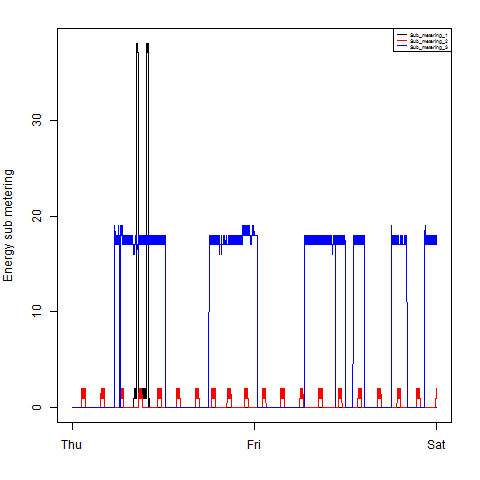 Sub_metering_1
Sub_metering_2
Sub_metering_3
Energy sub metering
30
20
10
0
Thu
Fri
Sat